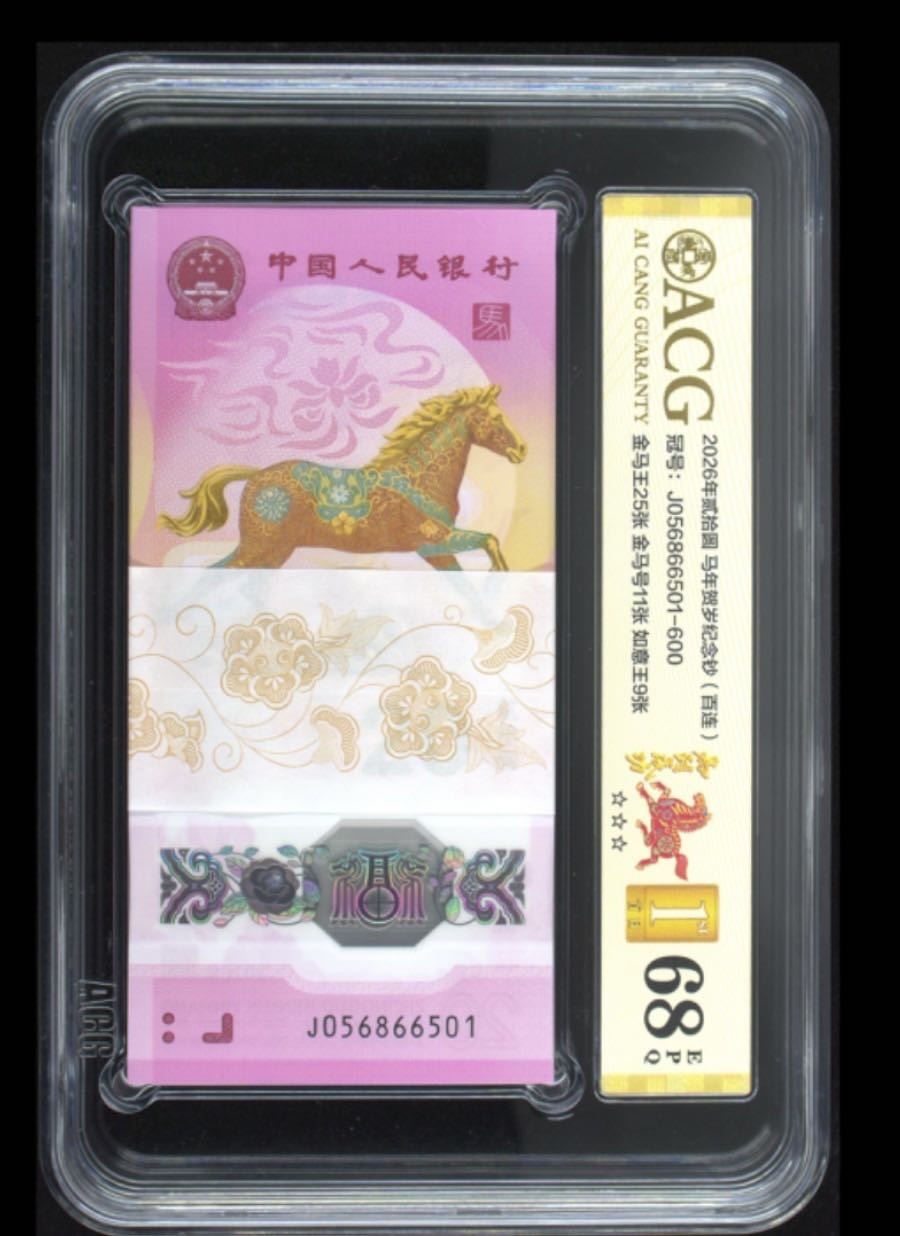 中国人民银行
馬
J056866501
ACG
ACG
AI CANG GUARANTY
2026年贰拾圆 马年贺岁纪念钞（百连）
冠号：J056866501-600
金马王25张 金马号11张 如意王9张
☆☆☆
1ST
68
EPQ